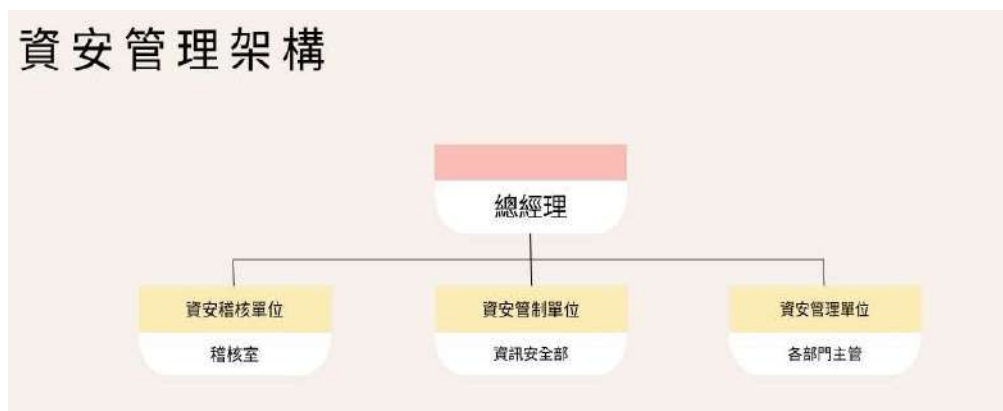 資安管理架構
總經理
資安稽核單位
資安管制單位
資安管理單位
稽核室
資訊安全部
各部門主管